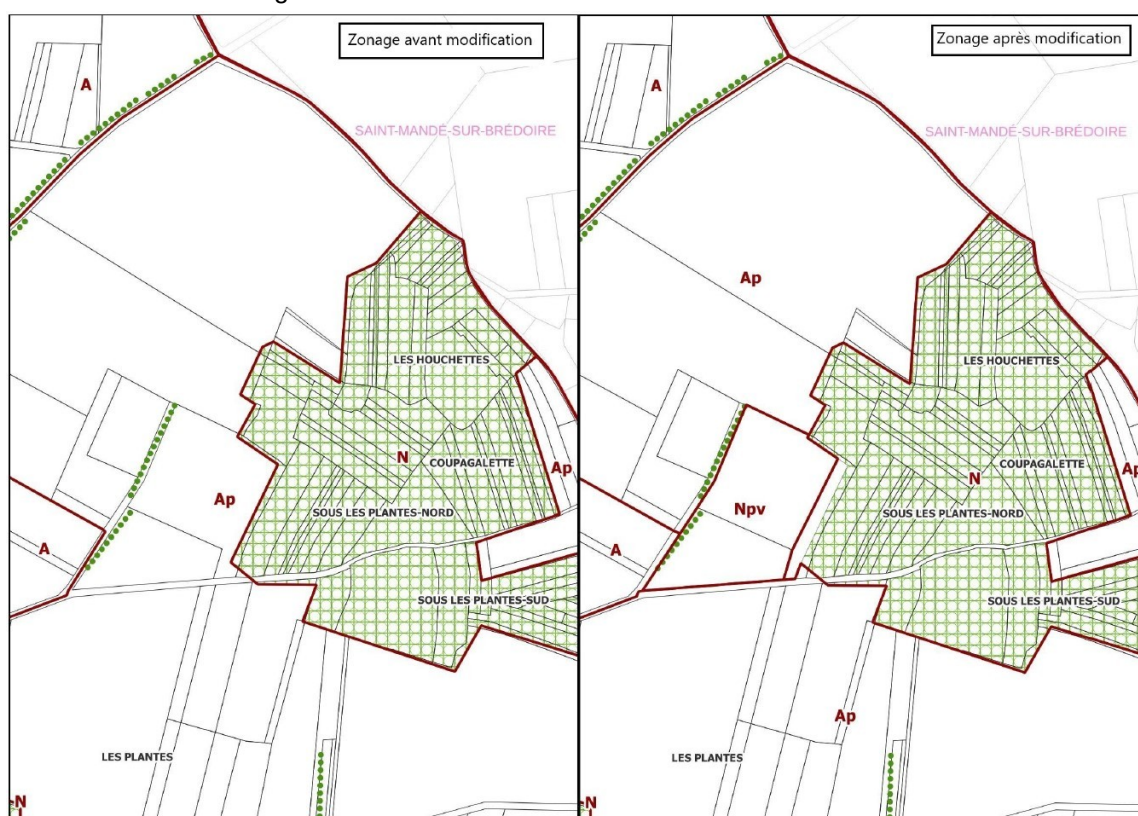 Zonage avant modification
A
SAINT-MANDÉ-SUR-BRÉDOIRE
LES HOUCHETTES
N
COUPAGALETTE
Ap
Ap
SOUS LES PLANTES-NORD
A
SOUS LES PLANTES-SUD
LES PLANTES
N
Zonage après modification
A
SAINT-MANDÉ-SUR-BRÉDOIRE
Ap
LES HOUCHETTES
COUPAGALETTE
Ap
N
Npv
SOUS LES PLANTES-NORD
A
SOUS LES PLANTES-SUD
Ap
LES PLANTES
N